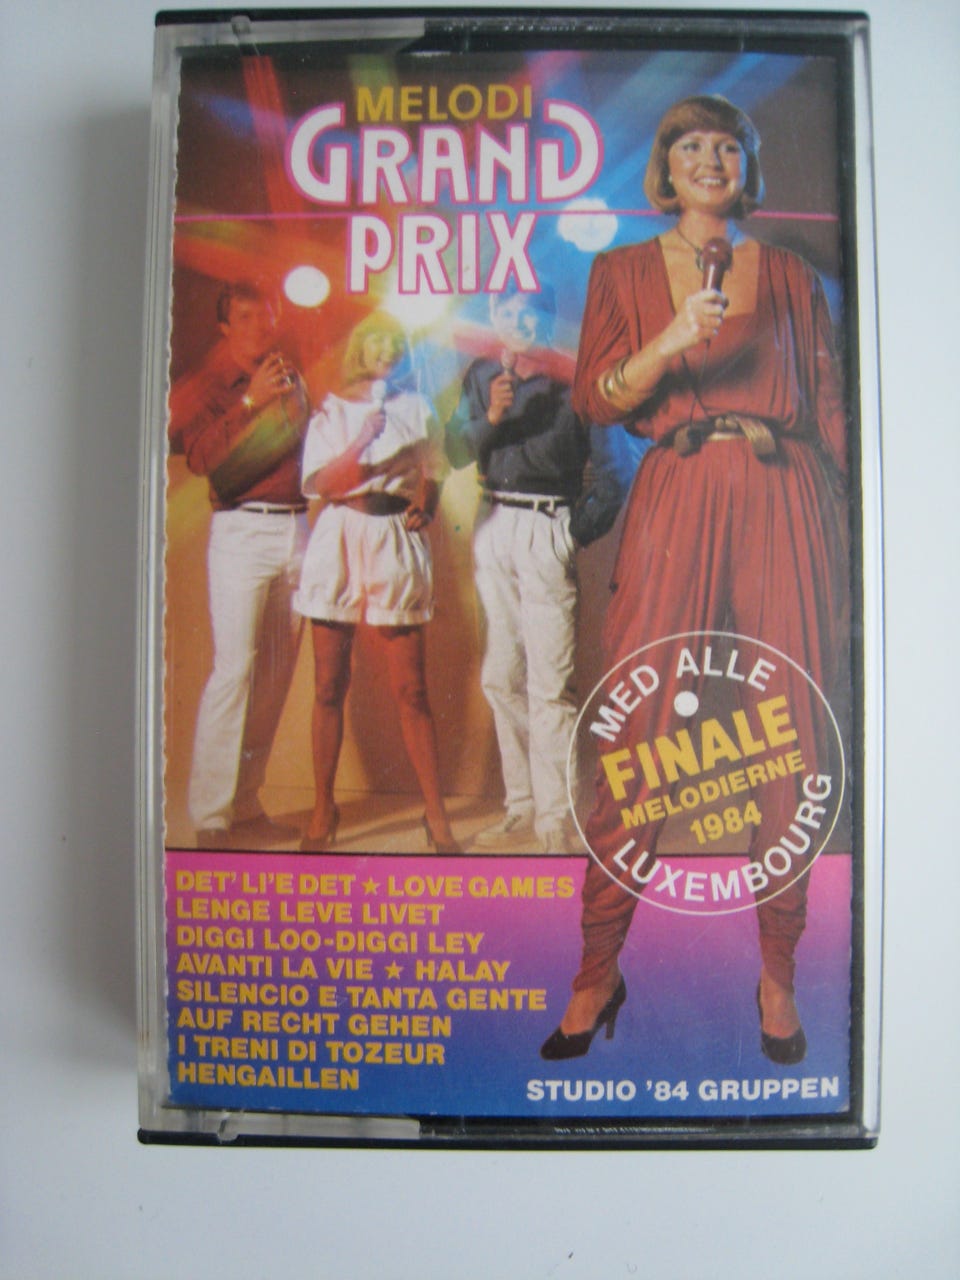 MELODI
GRAND
PRIX
MED ALLE
FINALE
MELODIERNE
1984
LUXEMBOURG
DET' LI'E DET ★ LOVE GAMES
LENGE LEVE LIVET
DIGGI LOO-DIGGI LEY
AVANTI LA VIE ★ HALAY
SILENCIO E TANTA GENTE
AUF RECHT GEHEN
I TRENI DI TOZEUR
HENGAILLEN
STUDIO '84 GRUPPEN